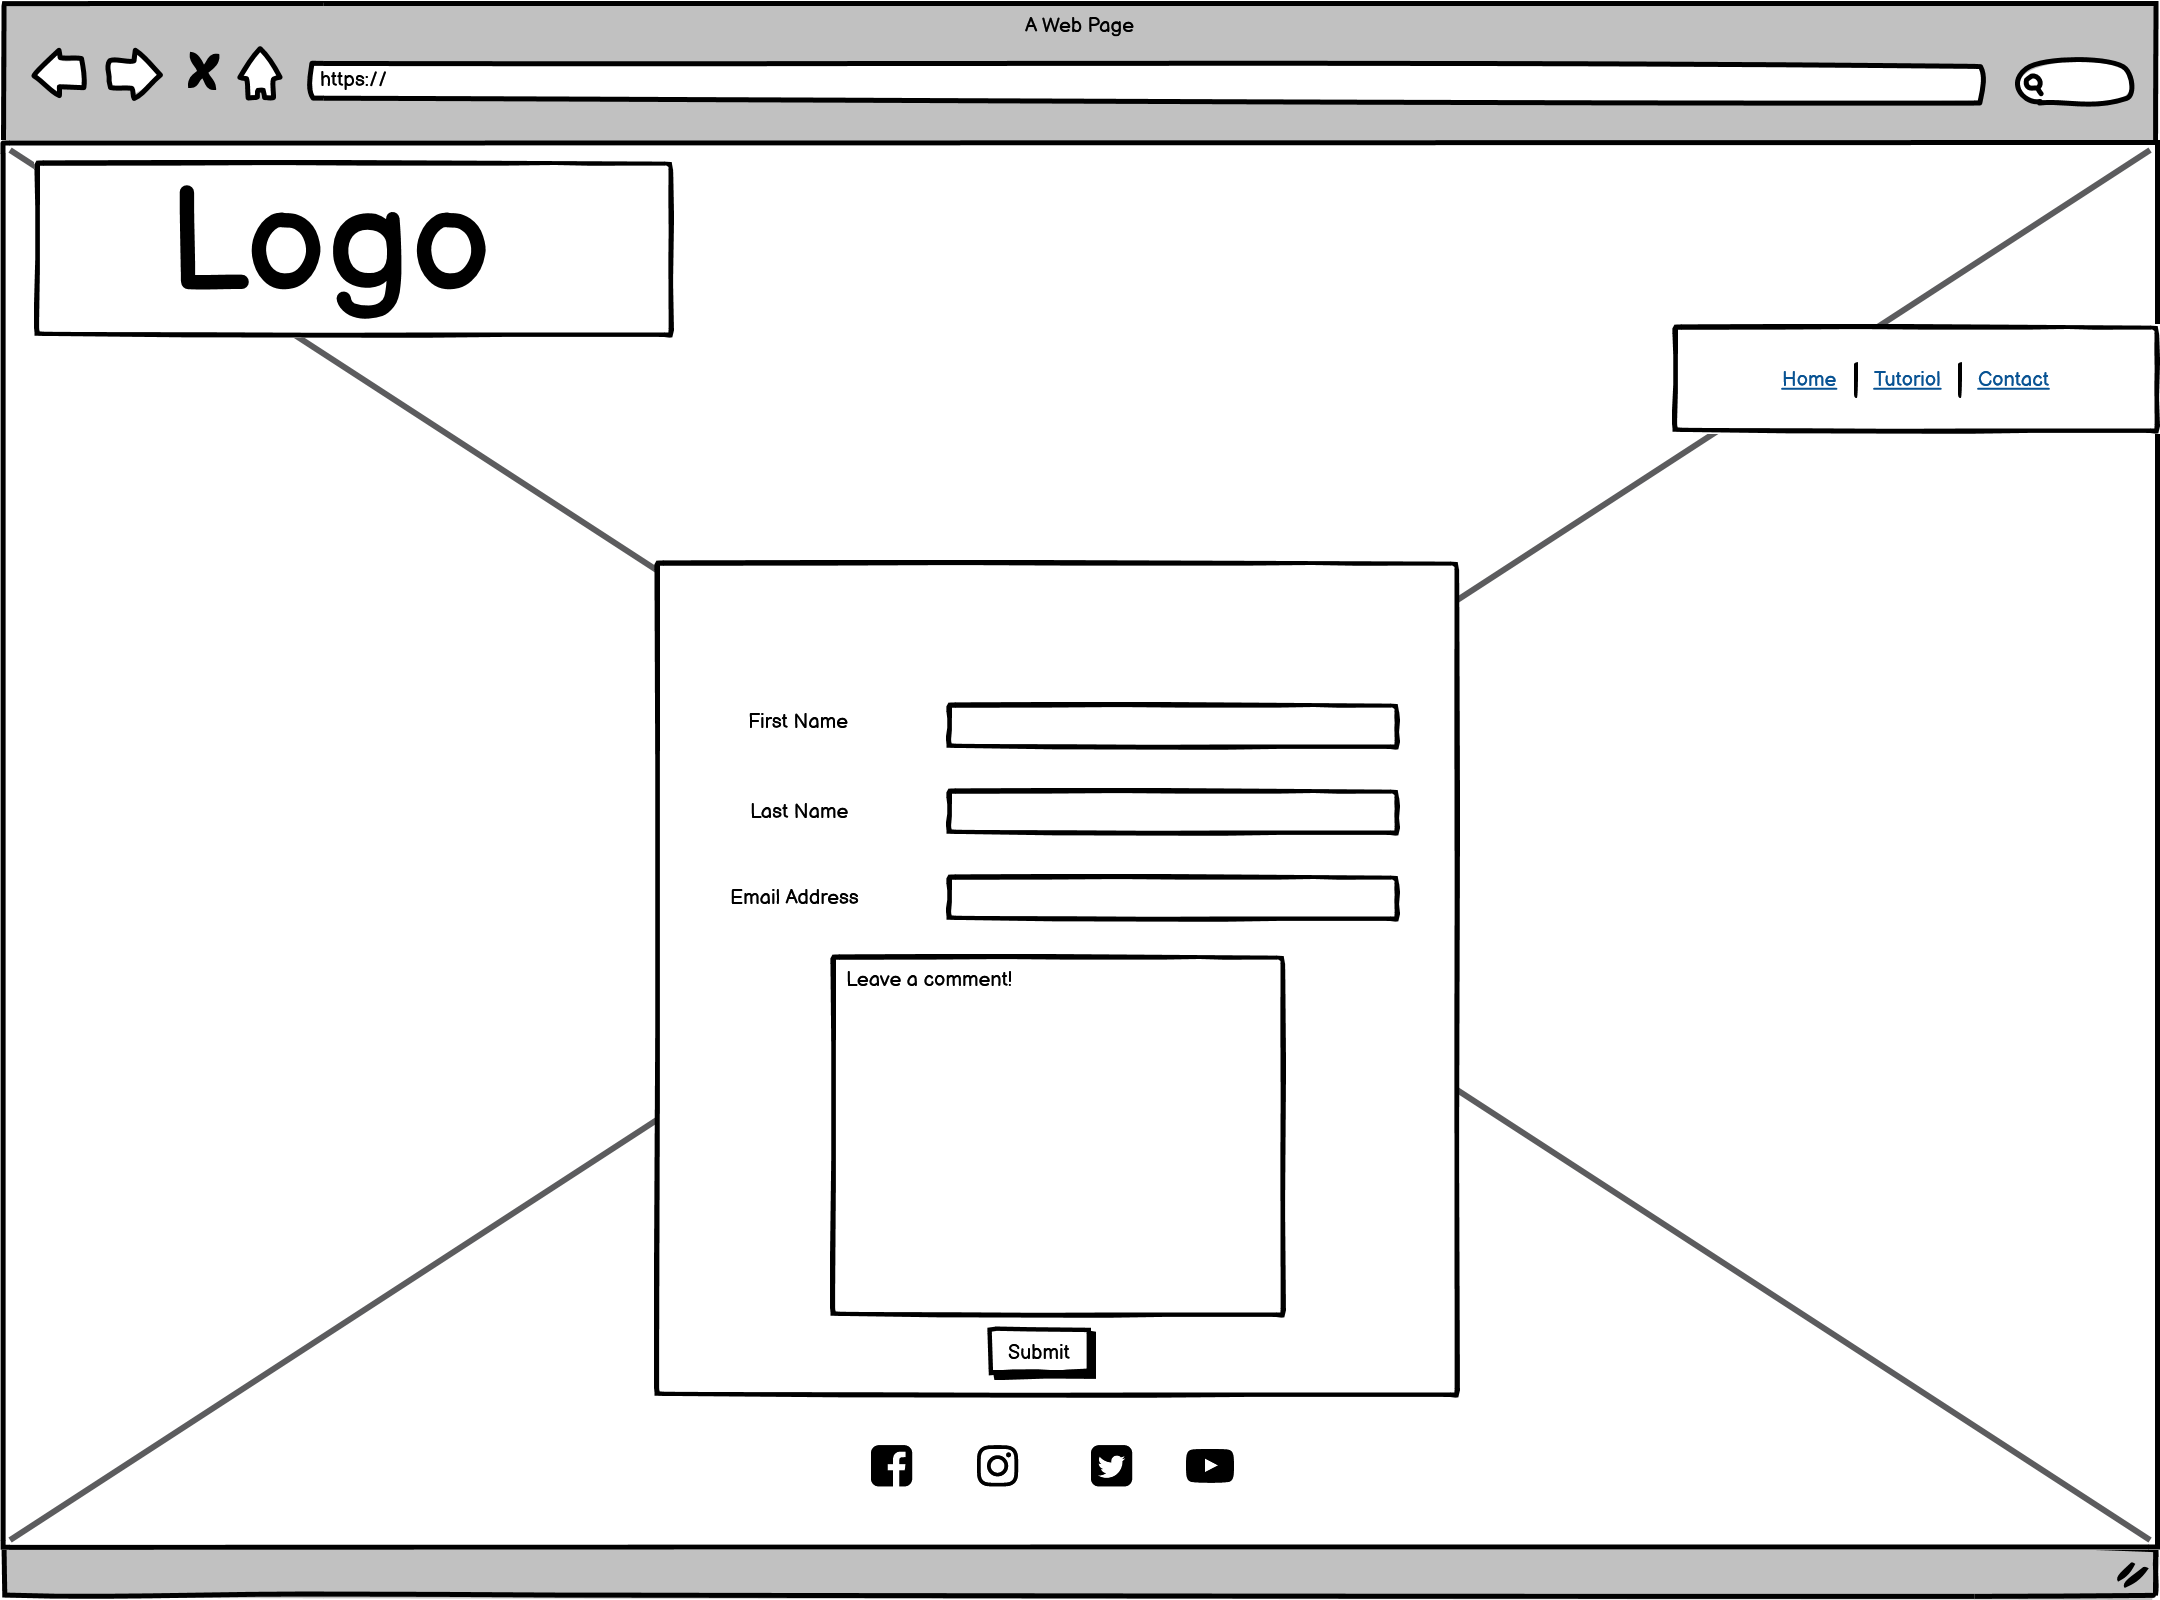 A Web Page
https://
Logo
Home Tutoriol Contact
First Name
Last Name
Email Address
Leave a comment!
Submit